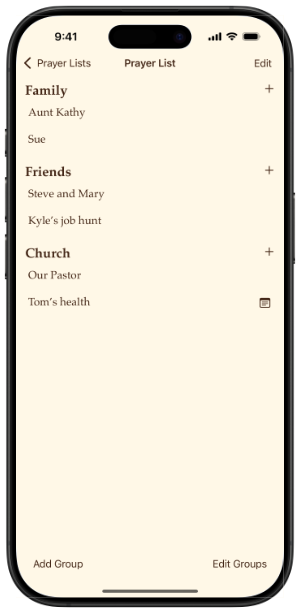 9:41
Prayer Lists Prayer List Edit
Family +
Aunt Kathy
Sue
Friends +
Steve and Mary
Kyle's job hunt
Church +
Our Pastor
Tom's health
Add Group Edit Groups